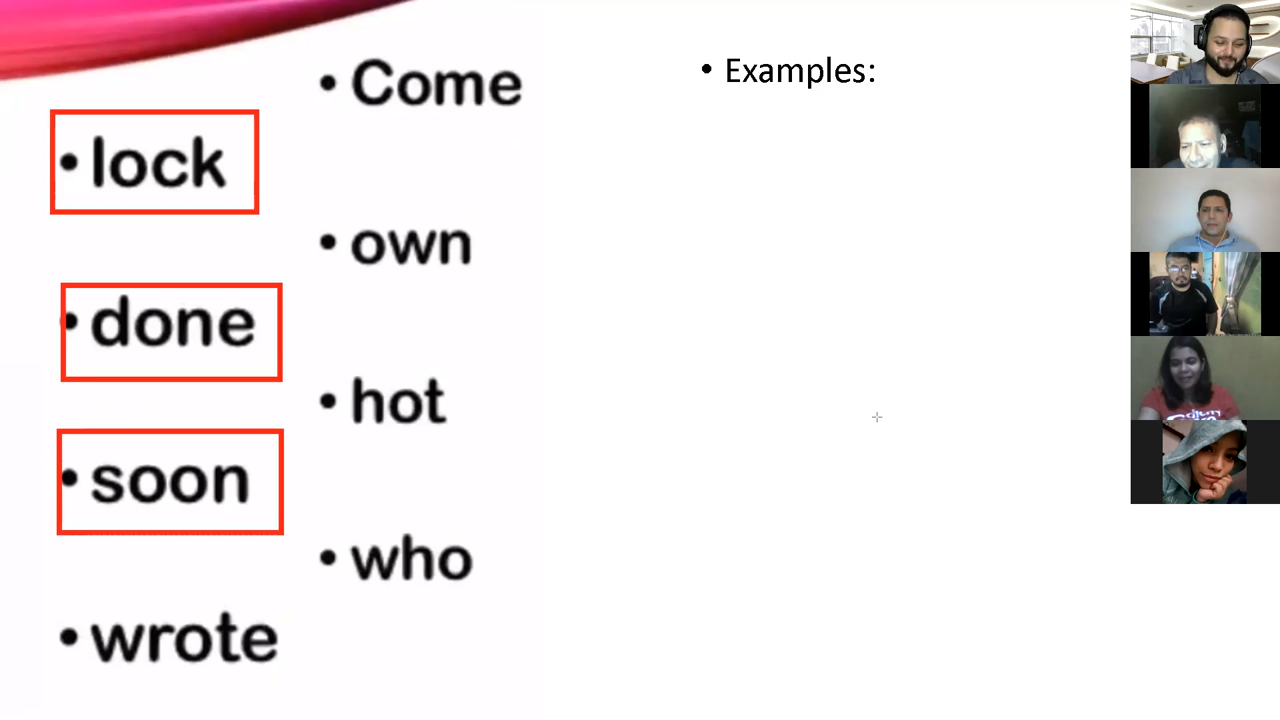 • Come
• lock
• own
• done
• hot
• soon
• who
• wrote
• Examples: